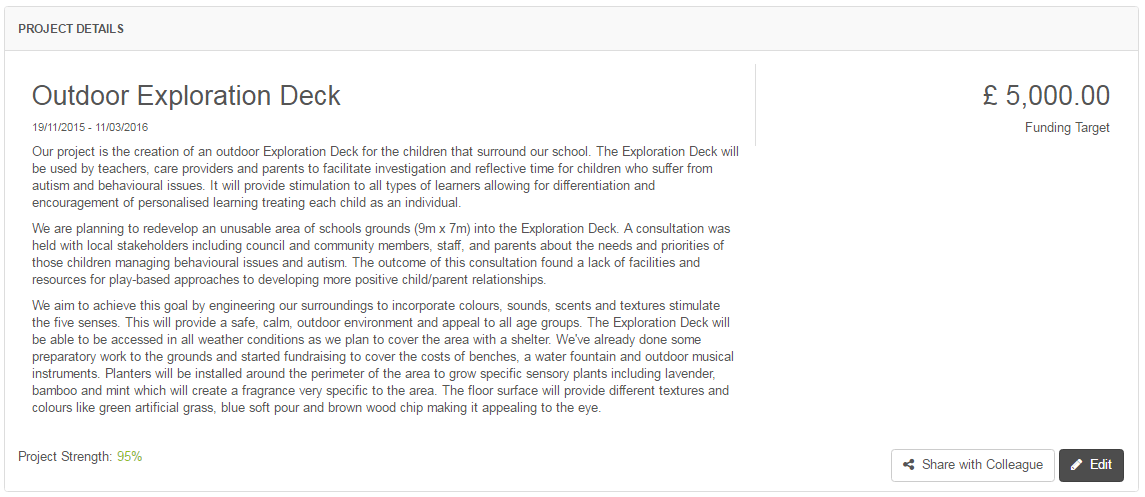 PROJECT DETAILS
Outdoor Exploration Deck
£ 5,000.00
19/11/2015 - 11/03/2016
Funding Target
Our project is the creation of an outdoor Exploration Deck for the children that surround our school. The Exploration Deck will
be used by teachers, care providers and parents to facilitate investigation and reflective time for children who suffer from
autism and behavioural issues. It will provide stimulation to all types of learners allowing for differentiation and
encouragement of personalised learning treating each child as an individual.
We are planning to redevelop an unusable area of schools grounds (9m x 7m) into the Exploration Deck. A consultation was
held with local stakeholders including council and community members, staff, and parents about the needs and priorities of
those children managing behavioural issues and autism. The outcome of this consultation found a lack of facilities and
resources for play-based approaches to developing more positive child/parent relationships.
We aim to achieve this goal by engineering our surroundings to incorporate colours, sounds, scents and textures stimulate
the five senses. This will provide a safe, calm, outdoor environment and appeal to all age groups. The Exploration Deck will
be able to be accessed in all weather conditions as we plan to cover the area with a shelter. We've already done some
preparatory work to the grounds and started fundraising to cover the costs of benches, a water fountain and outdoor musical
instruments. Planters will be installed around the perimeter of the area to grow specific sensory plants including lavender,
bamboo and mint which will create a fragrance very specific to the area. The floor surface will provide different textures and
colours like green artificial grass, blue soft pour and brown wood chip making it appealing to the eye.
Project Strength: 95%
Share with Colleague
Edit